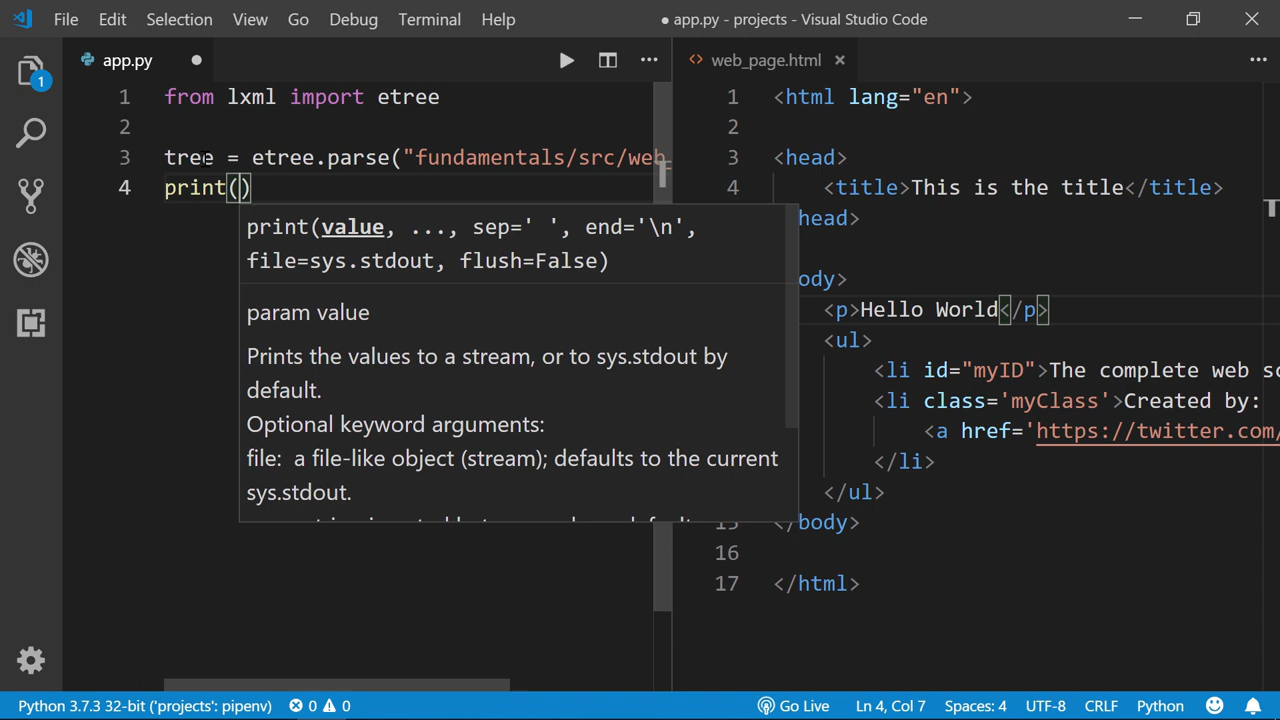 File Edit Selection View Go Debug Terminal Help ● app.py - projects - Visual Studio Code
1
app.py
web_page.html
1 from lxml import etree
2
3 tree = etree.parse("fundamentals/src/web_
4 print()
print(value, ..., sep=' ', end='\n',
file=sys.stdout, flush=False)
param value
Prints the values to a stream, or to sys.stdout by
default.
Optional keyword arguments:
file: a file-like object (stream); defaults to the current
sys.stdout.
1 <html lang="en">
2
3 <head>
4 <title>This is the title</title>
head>
ody>
<p>Hello World</p>
<ul>
<li id="myID">The complete web sc
<li class='myClass'>Created by:
<a href='https://twitter.com/
</li>
</ul>
15 </body>
16
17 </html>
Python 3.7.3 32-bit ('projects': pipenv) 0 0 Go Live Ln 4, Col 7 Spaces: 4 UTF-8 CRLF Python